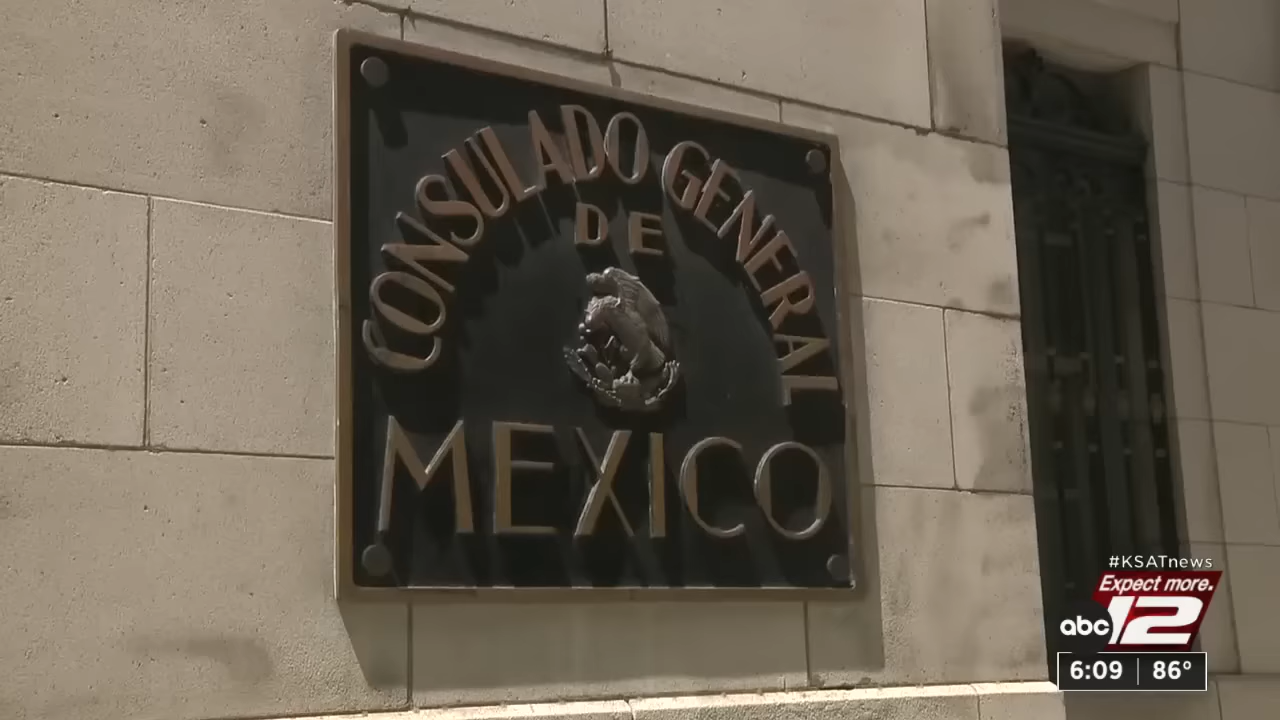 CONSULADO GENERAL
DE
MEXICO
#KSATnews
Expect more.
abc 12
6:09 86°